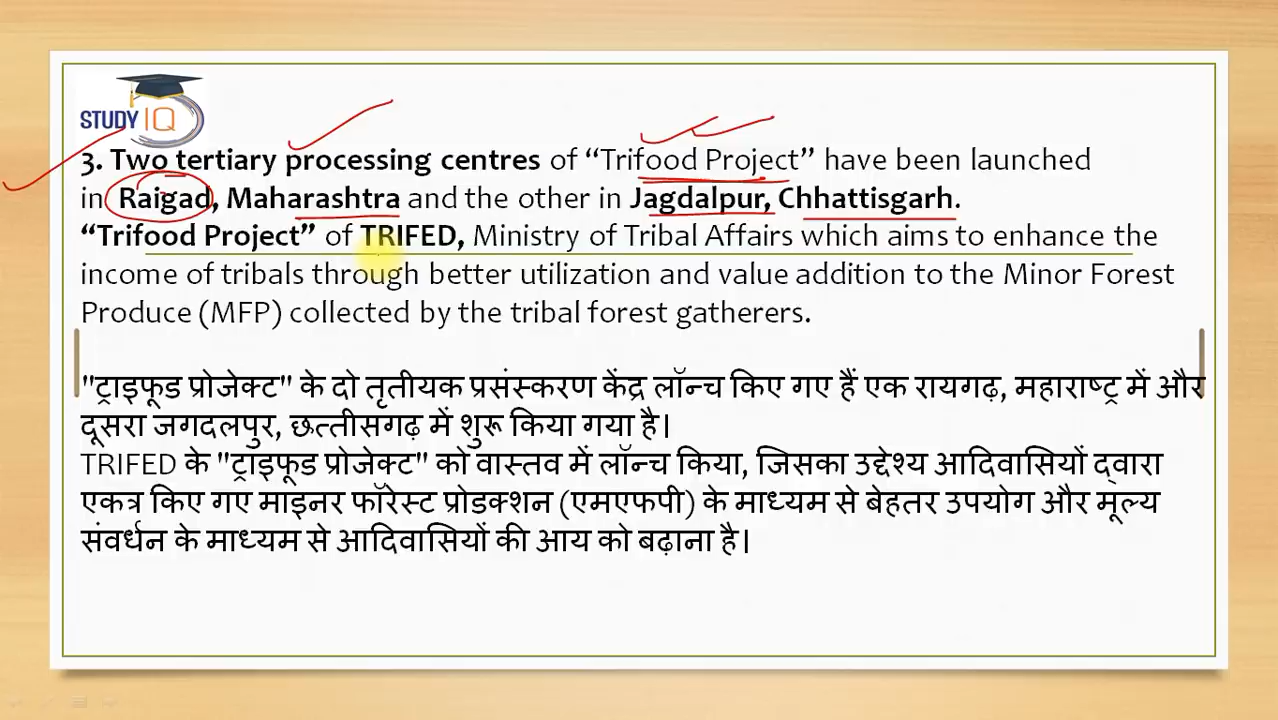 STUDY IQ
3. Two tertiary processing centres of “Trifood Project” have been launched
in Raigad, Maharashtra and the other in Jagdalpur, Chhattisgarh.
“Trifood Project” of TRIFED, Ministry of Tribal Affairs which aims to enhance the
income of tribals through better utilization and value addition to the Minor Forest
Produce (MFP) collected by the tribal forest gatherers.
"ट्राइफूड प्रोजेक्ट" के दो तृतीयक प्रसंस्करण केंद्र लॉन्च किए गए हैं एक रायगढ़, महाराष्ट्र में और
दूसरा जगदलपुर, छत्तीसगढ़ में शुरू किया गया है।
TRIFED के "ट्राइफूड प्रोजेक्ट" को वास्तव में लॉन्च किया, जिसका उद्देश्य आदिवासियों द्वारा
एकत्र किए गए माइनर फॉरेस्ट प्रोडक्शन (एमएफपी) के माध्यम से बेहतर उपयोग और मूल्य
संवर्धन के माध्यम से आदिवासियों की आय को बढ़ाना है।